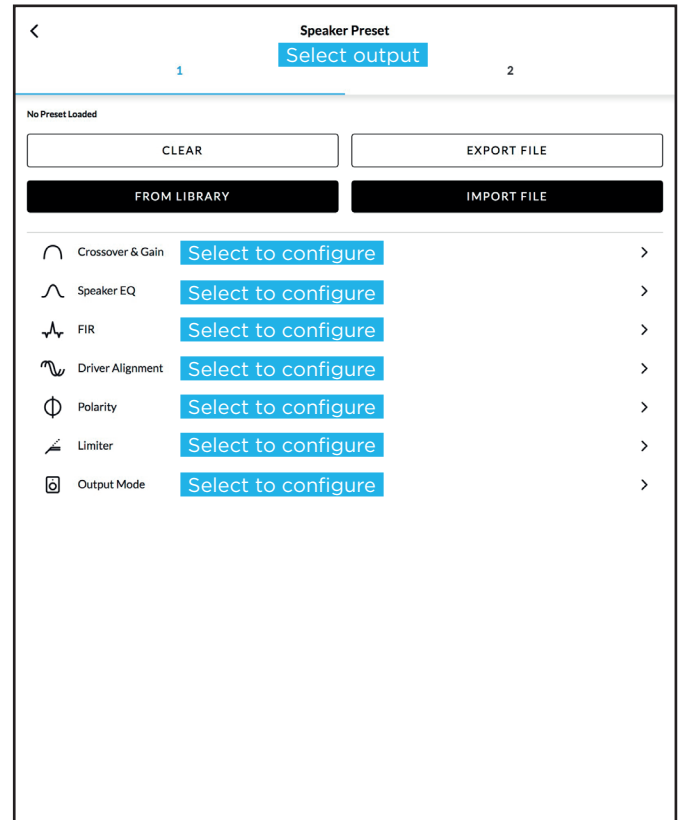 Speaker Preset
Select output
1 2
No Preset Loaded
CLEAR EXPORT FILE
FROM LIBRARY IMPORT FILE
Crossover & Gain Select to configure
Speaker EQ Select to configure
FIR Select to configure
Driver Alignment Select to configure
Polarity Select to configure
Limiter Select to configure
Output Mode Select to configure